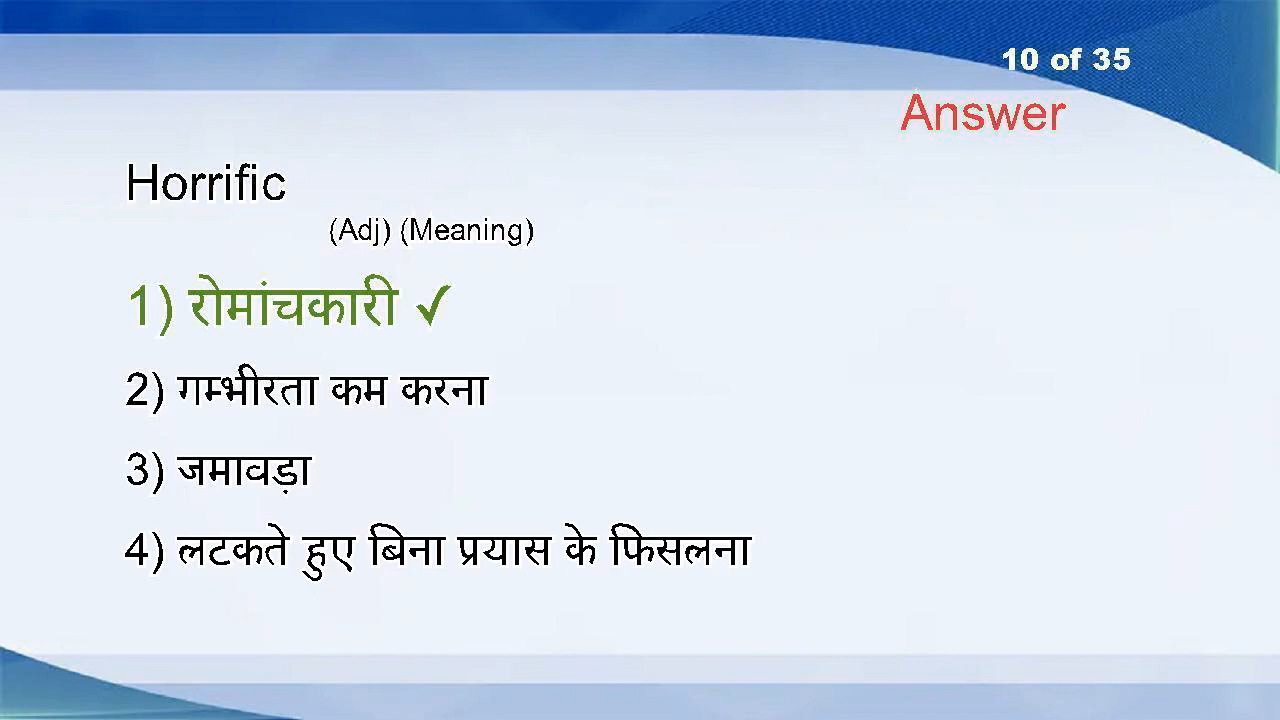 10 of 35
Answer
Horrific
(Adj) (Meaning)
1) रोमांचकारी ✓
2) गम्भीरता कम करना
3) जमावड़ा
4) लटकते हुए बिना प्रयास के फिसलना